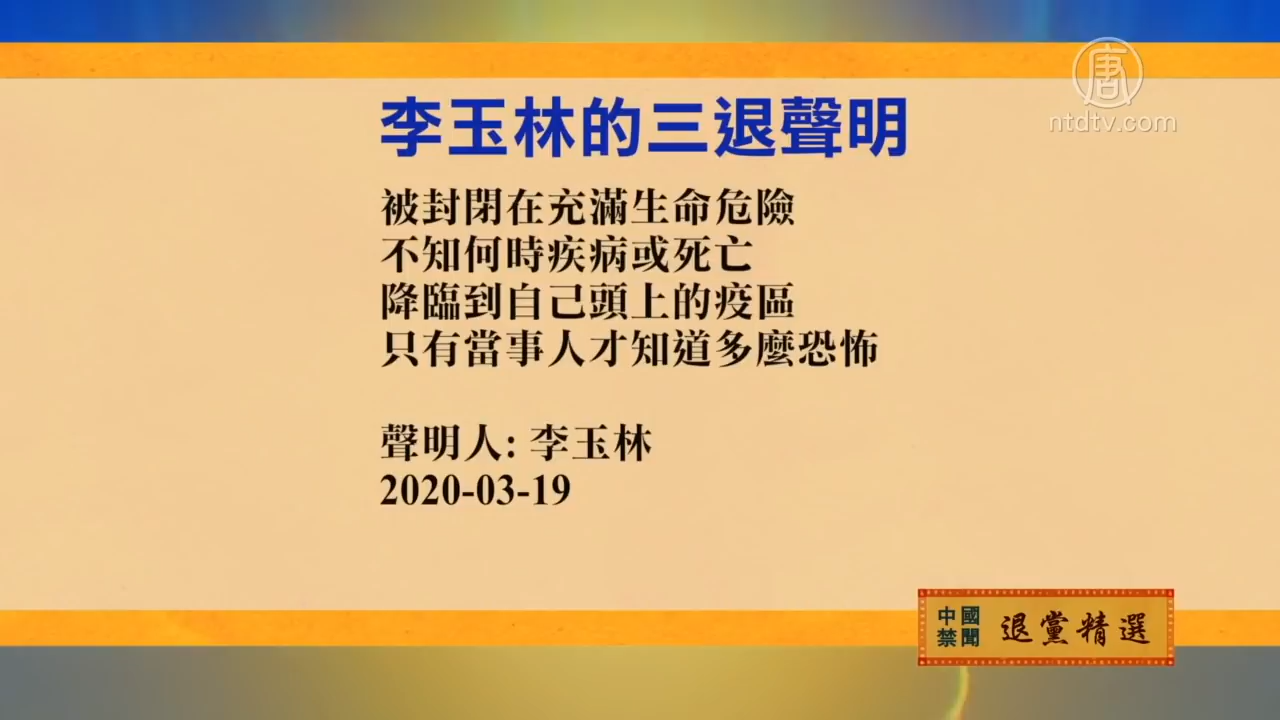 唐
ntdtv.com
李玉林的三退聲明
被封閉在充滿生命危險
不知何時疾病或死亡
降臨到自己頭上的疫區
只有當事人才知道多麼恐怖
聲明人: 李玉林
2020-03-19
中國
禁聞
退黨精選